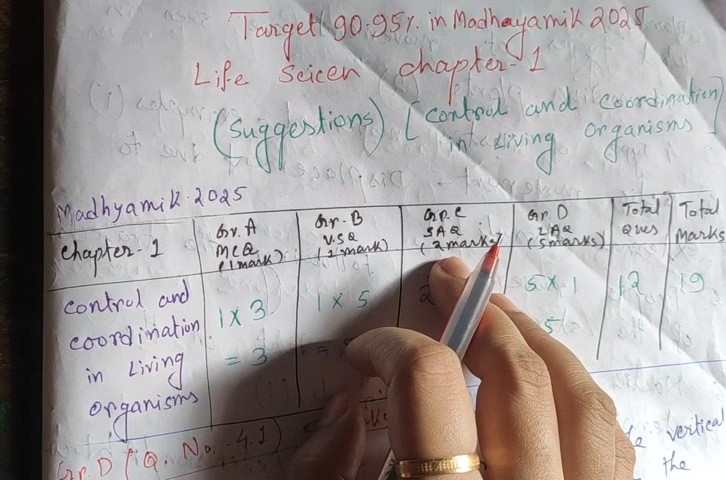 Target 90-95% in Madhayamik 2025
Life Seicen chapter-1
(Suggestions) [control and coordination
in Living organisms]
Madhyamik-2025
Chapter-1 Gr. A MCQ (1 mark) Gr. B V.S.Q (1 mark) Gr. C SAQ (2 marks) Gr. D LAQ (5 marks) Total Ques Total Marks
control and coordination in Living organisms 1 x 3 = 3 1 x 5 = 2 5 x 1 5 12 19
Gr. D (Q. No. - 4.1)
vertical
the